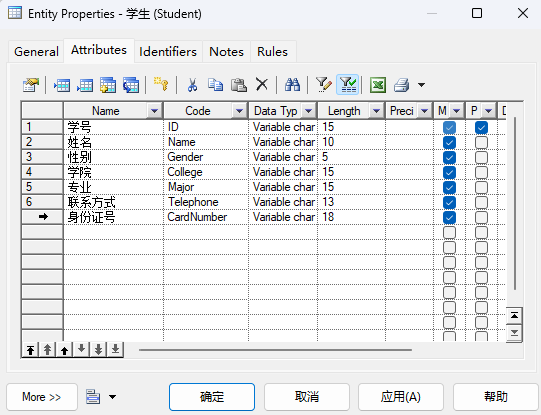 Entity Properties - 学生 (Student)
General Attributes Identifiers Notes Rules
Name Code Data Typ Length Preci M P D
1 学号 ID Variable char 15
2 姓名 Name Variable char 10
3 性别 Gender Variable char 5
4 学院 College Variable char 15
5 专业 Major Variable char 15
6 联系方式 Telephone Variable char 13
身份证号 CardNumber Variable char 18
More >> 确定 取消 应用(A) 帮助